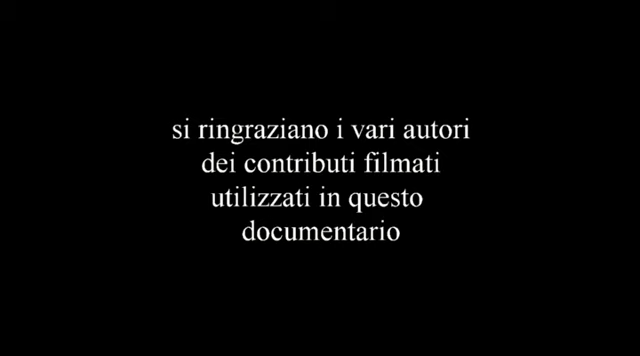 si ringraziano i vari autori
dei contributi filmati
utilizzati in questo
documentario